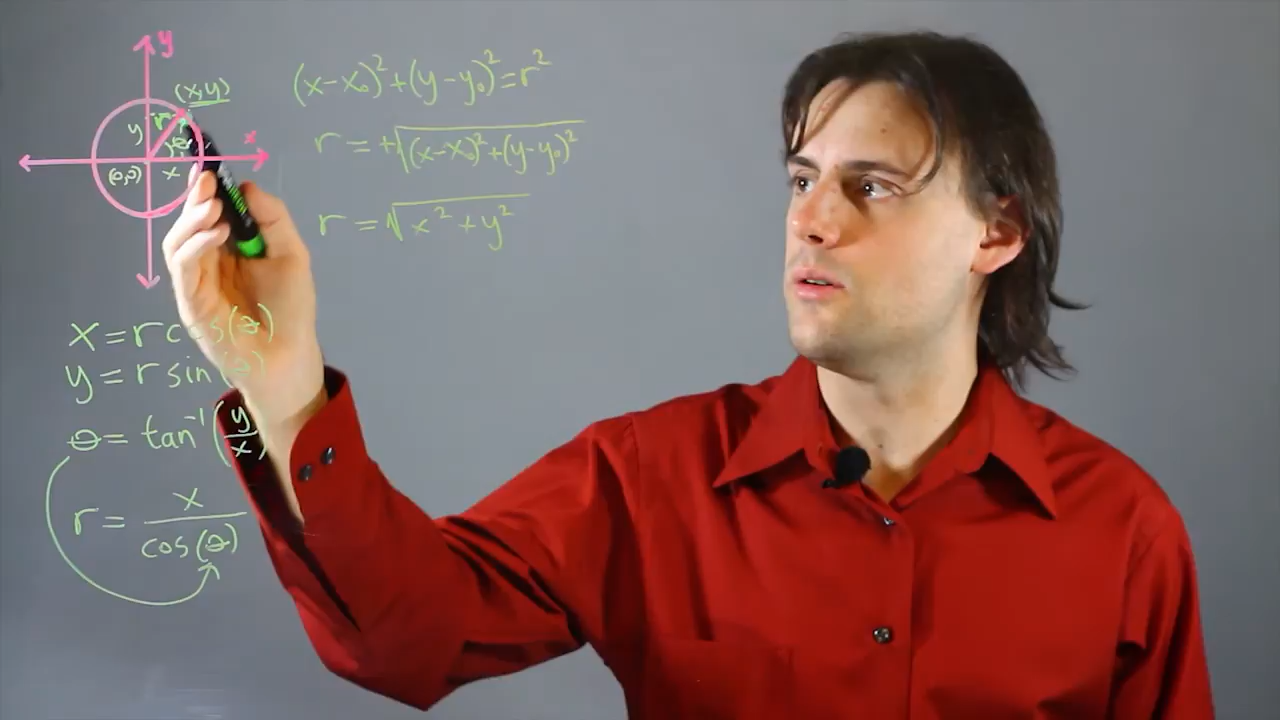 y
(x,y)
y r θ x
(0,0) x
(x-x₀)²+(y-y₀)²=r²
r = +√(x-x₀)²+(y-y₀)²
r = √x²+y²
x = r cos(θ)
y = r sin(θ)
θ = tan⁻¹(y/x)
r = x/cos(θ)